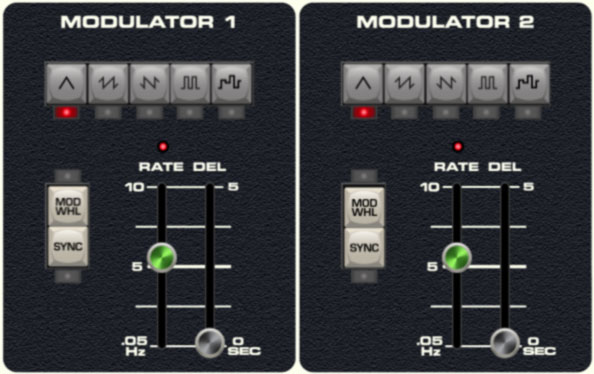 MODULATOR 1
RATE DEL
10 5
MOD
WHL
SYNC
5
.05 0
Hz SEC
MODULATOR 2
RATE DEL
10 5
MOD
WHL
SYNC
5
.05 0
Hz SEC